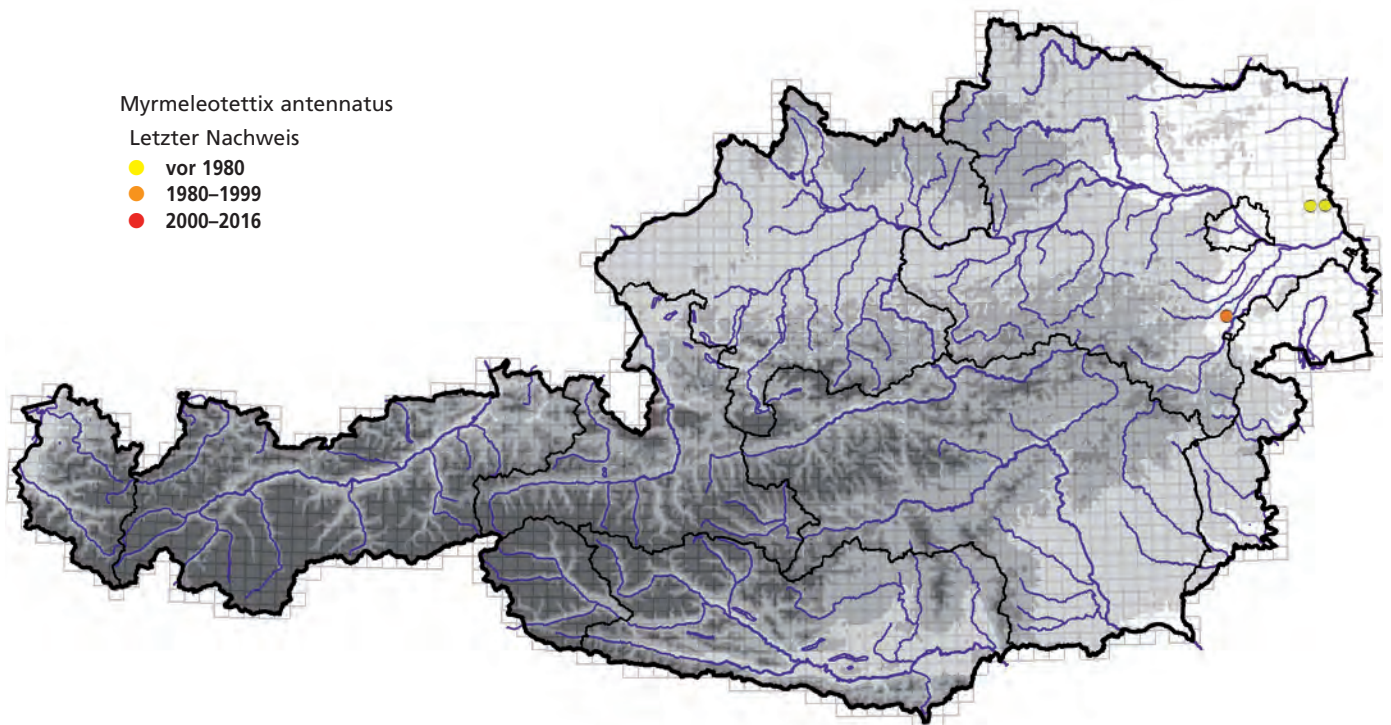 Myrmeleotettix antennatus
Letzter Nachweis
vor 1980
1980–1999
2000–2016